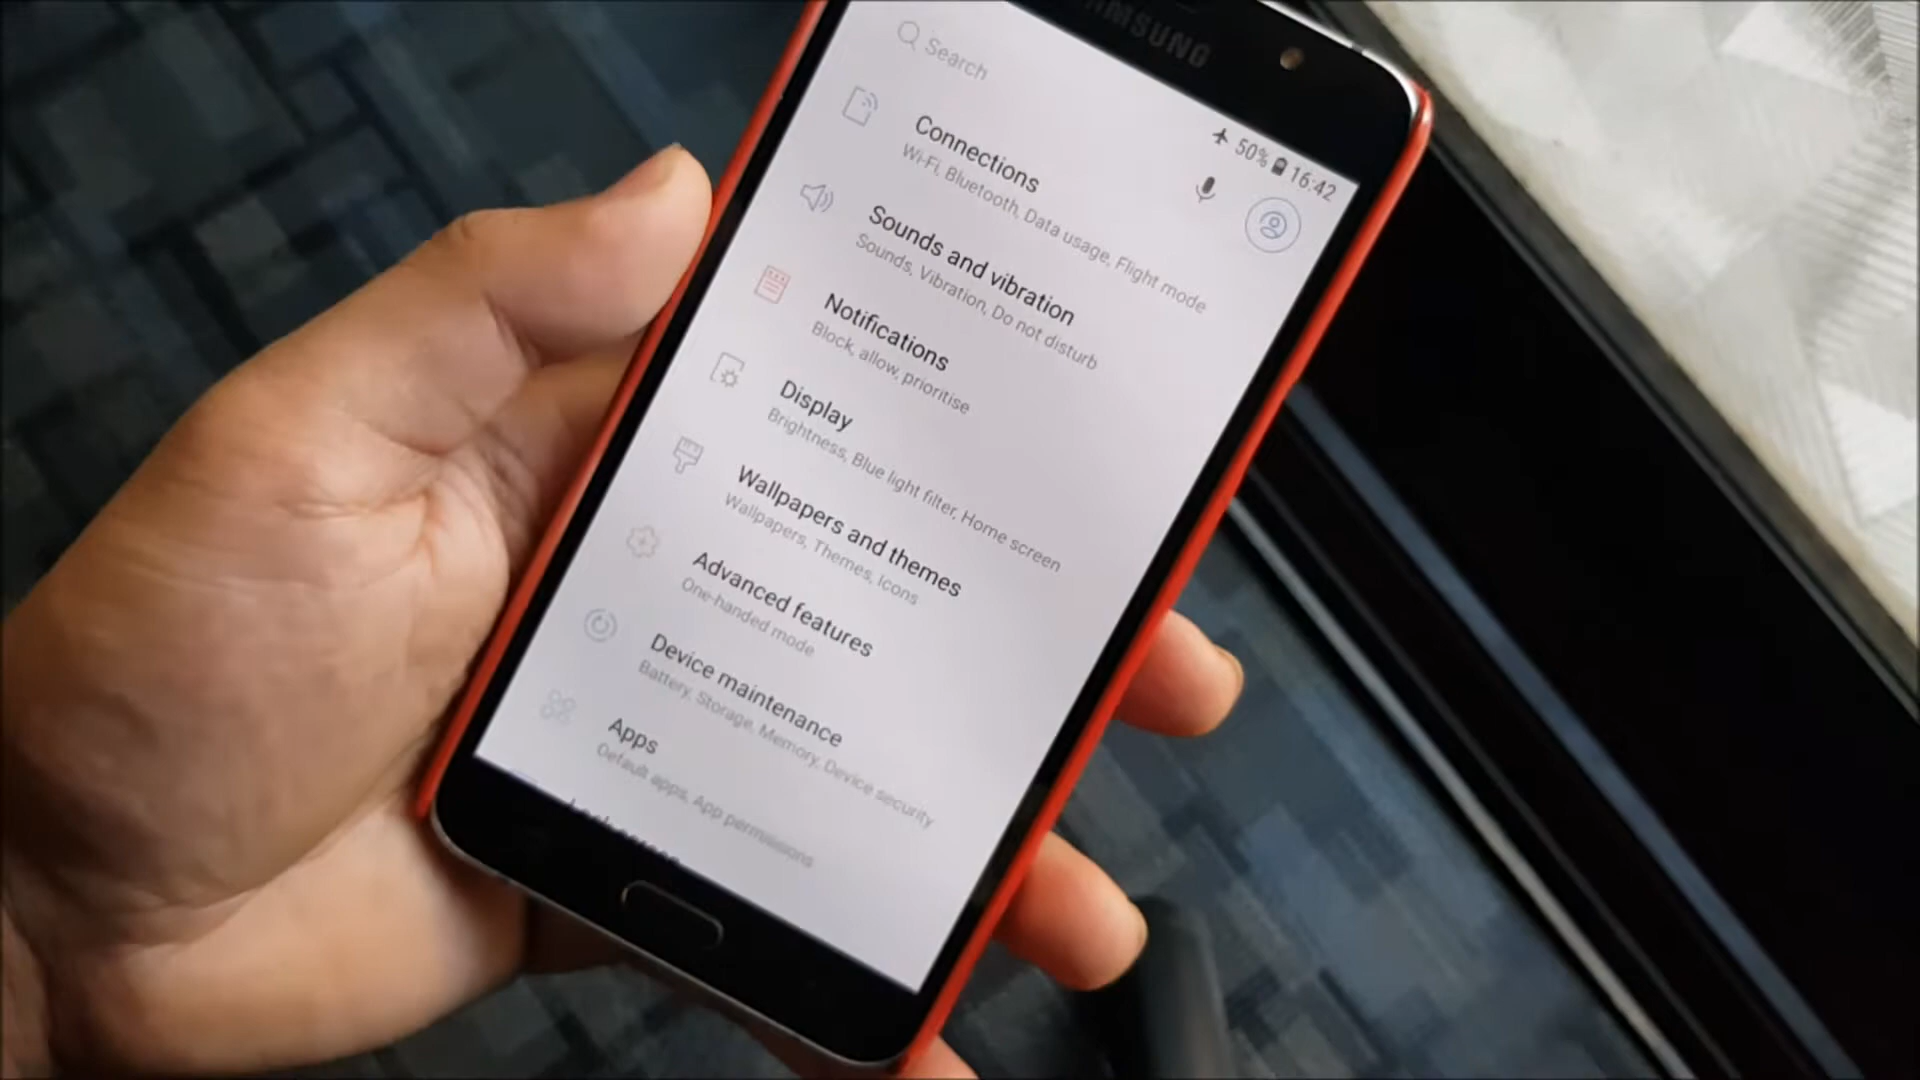 SAMSUNG
50% 16:42
Search
Connections
Wi-Fi, Bluetooth, Data usage, Flight mode
Sounds and vibration
Sounds, Vibration, Do not disturb
Notifications
Block, allow, prioritise
Display
Brightness, Blue light filter, Home screen
Wallpapers and themes
Wallpapers, Themes, Icons
Advanced features
One-handed mode
Device maintenance
Battery, Storage, Memory, Device security
Apps
Default apps, App permissions
Lock screen